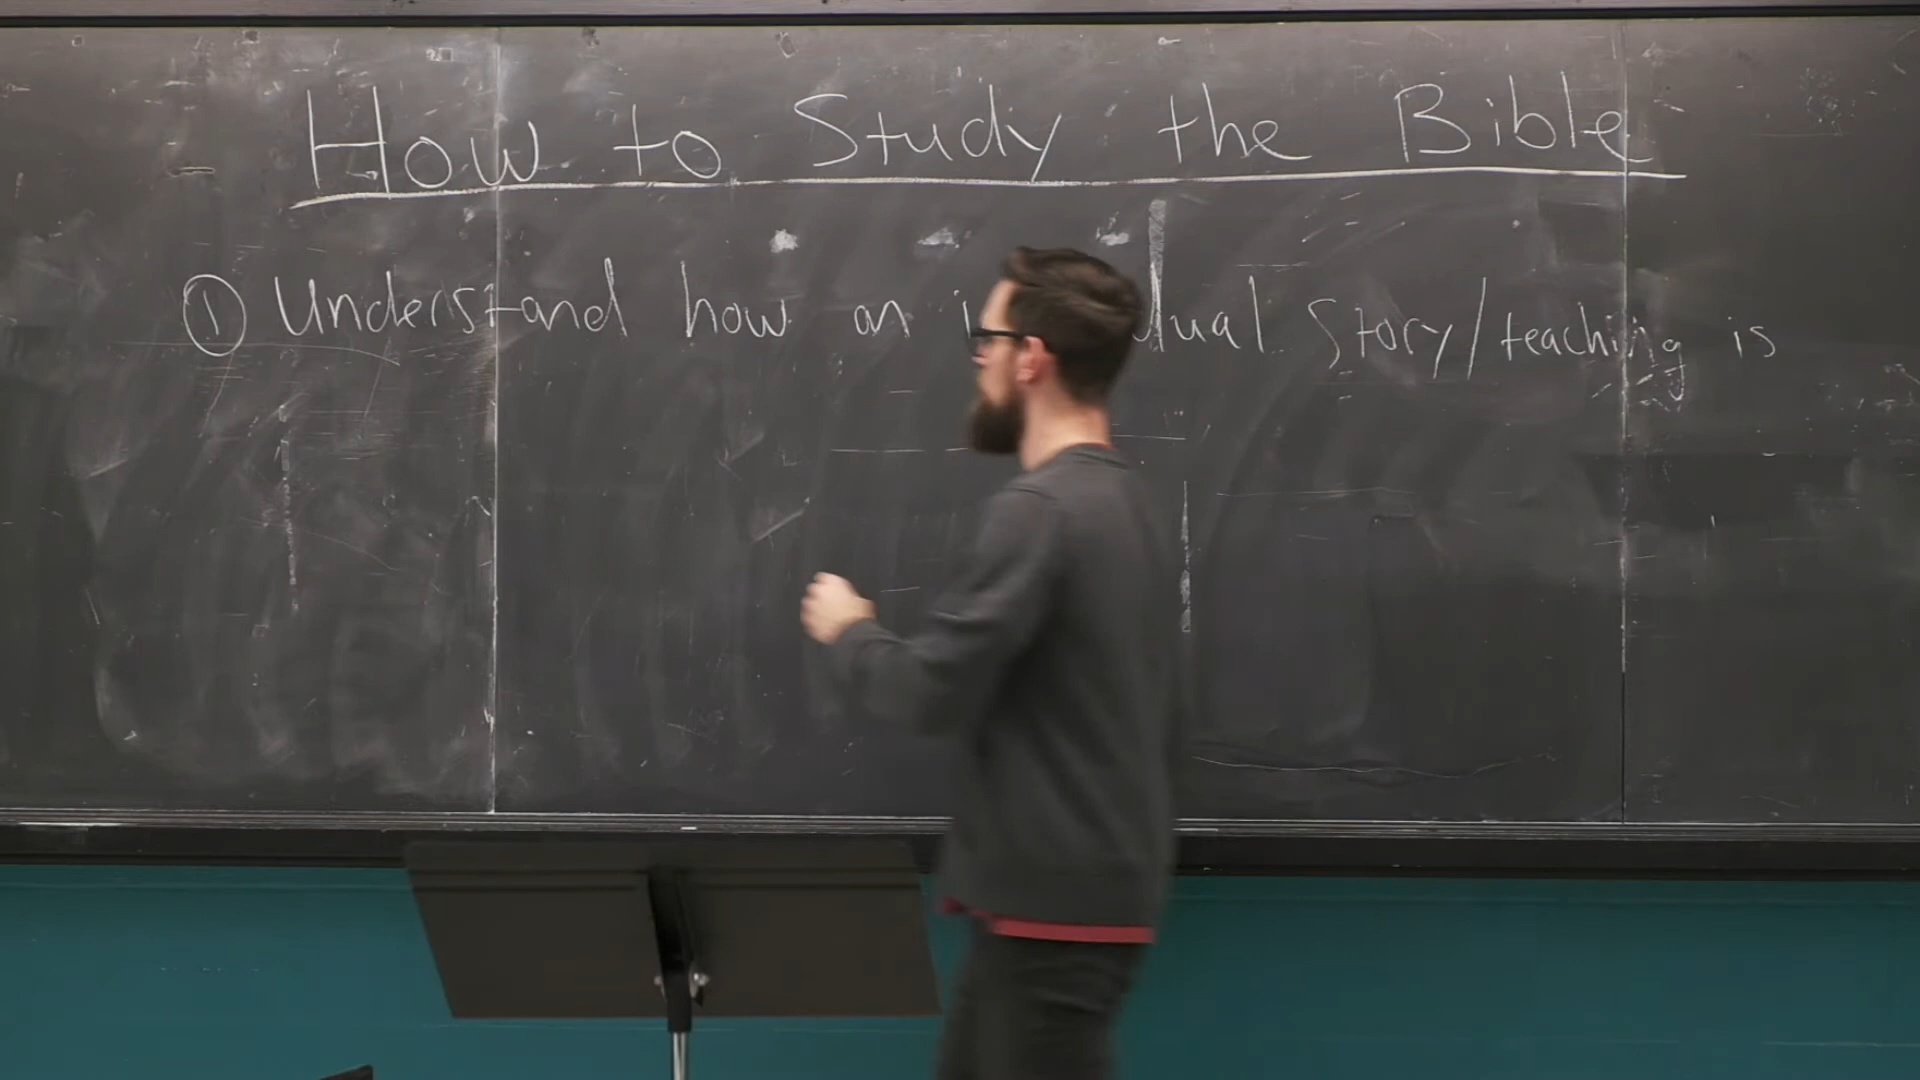 How to Study the Bible
① Understand how an story/teaching is